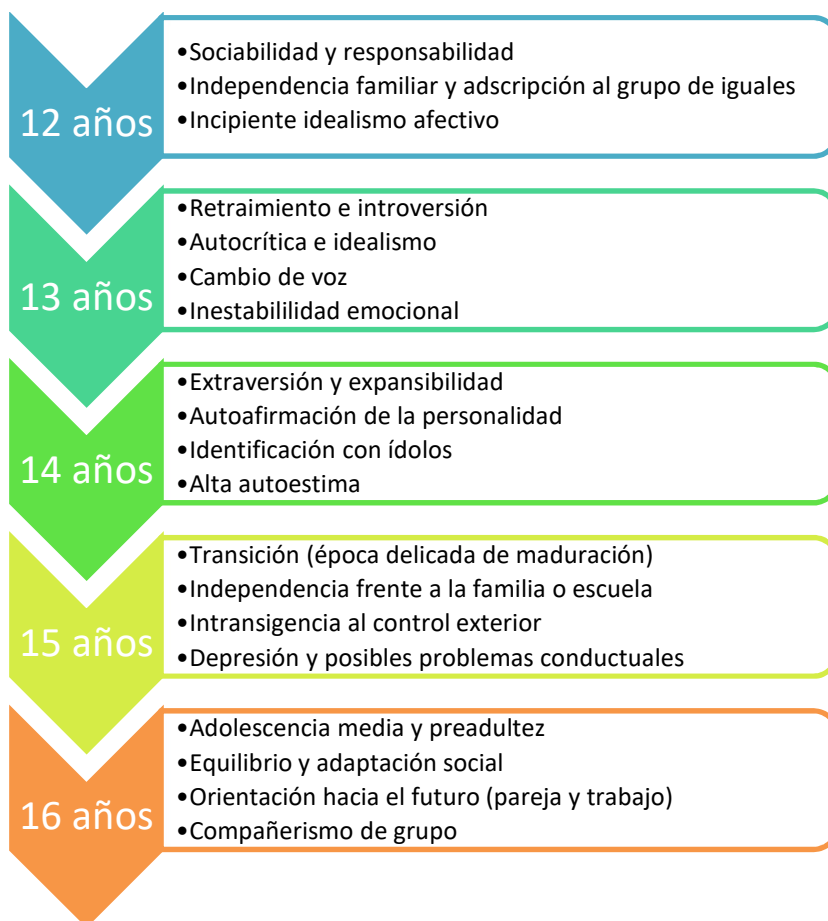 12 años
•Sociabilidad y responsabilidad
•Independencia familiar y adscripción al grupo de iguales
•Incipiente idealismo afectivo
13 años
•Retraimiento e introversión
•Autocrítica e idealismo
•Cambio de voz
•Inestabililidad emocional
14 años
•Extraversión y expansibilidad
•Autoafirmación de la personalidad
•Identificación con ídolos
•Alta autoestima
15 años
•Transición (época delicada de maduración)
•Independencia frente a la familia o escuela
•Intransigencia al control exterior
•Depresión y posibles problemas conductuales
16 años
•Adolescencia media y preadultez
•Equilibrio y adaptación social
•Orientación hacia el futuro (pareja y trabajo)
•Compañerismo de grupo